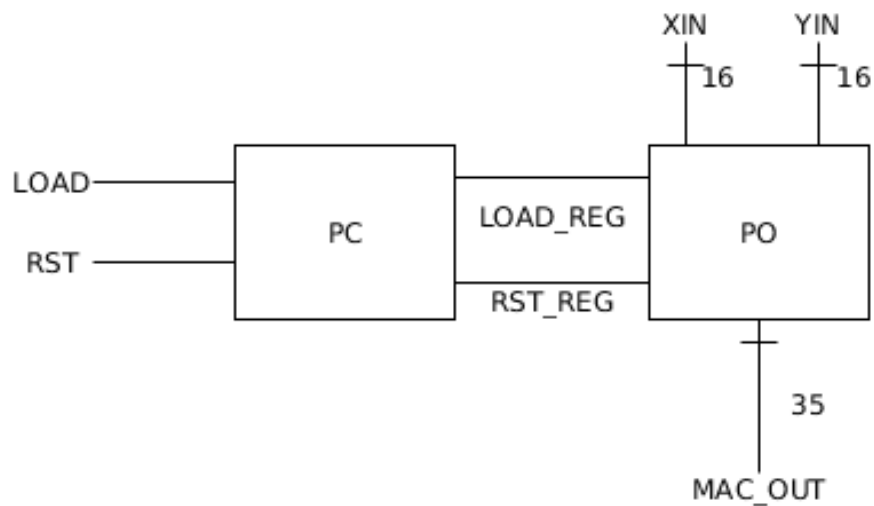 XIN
YIN
16
16
LOAD
PC
LOAD_REG
PO
RST
RST_REG
35
MAC_OUT